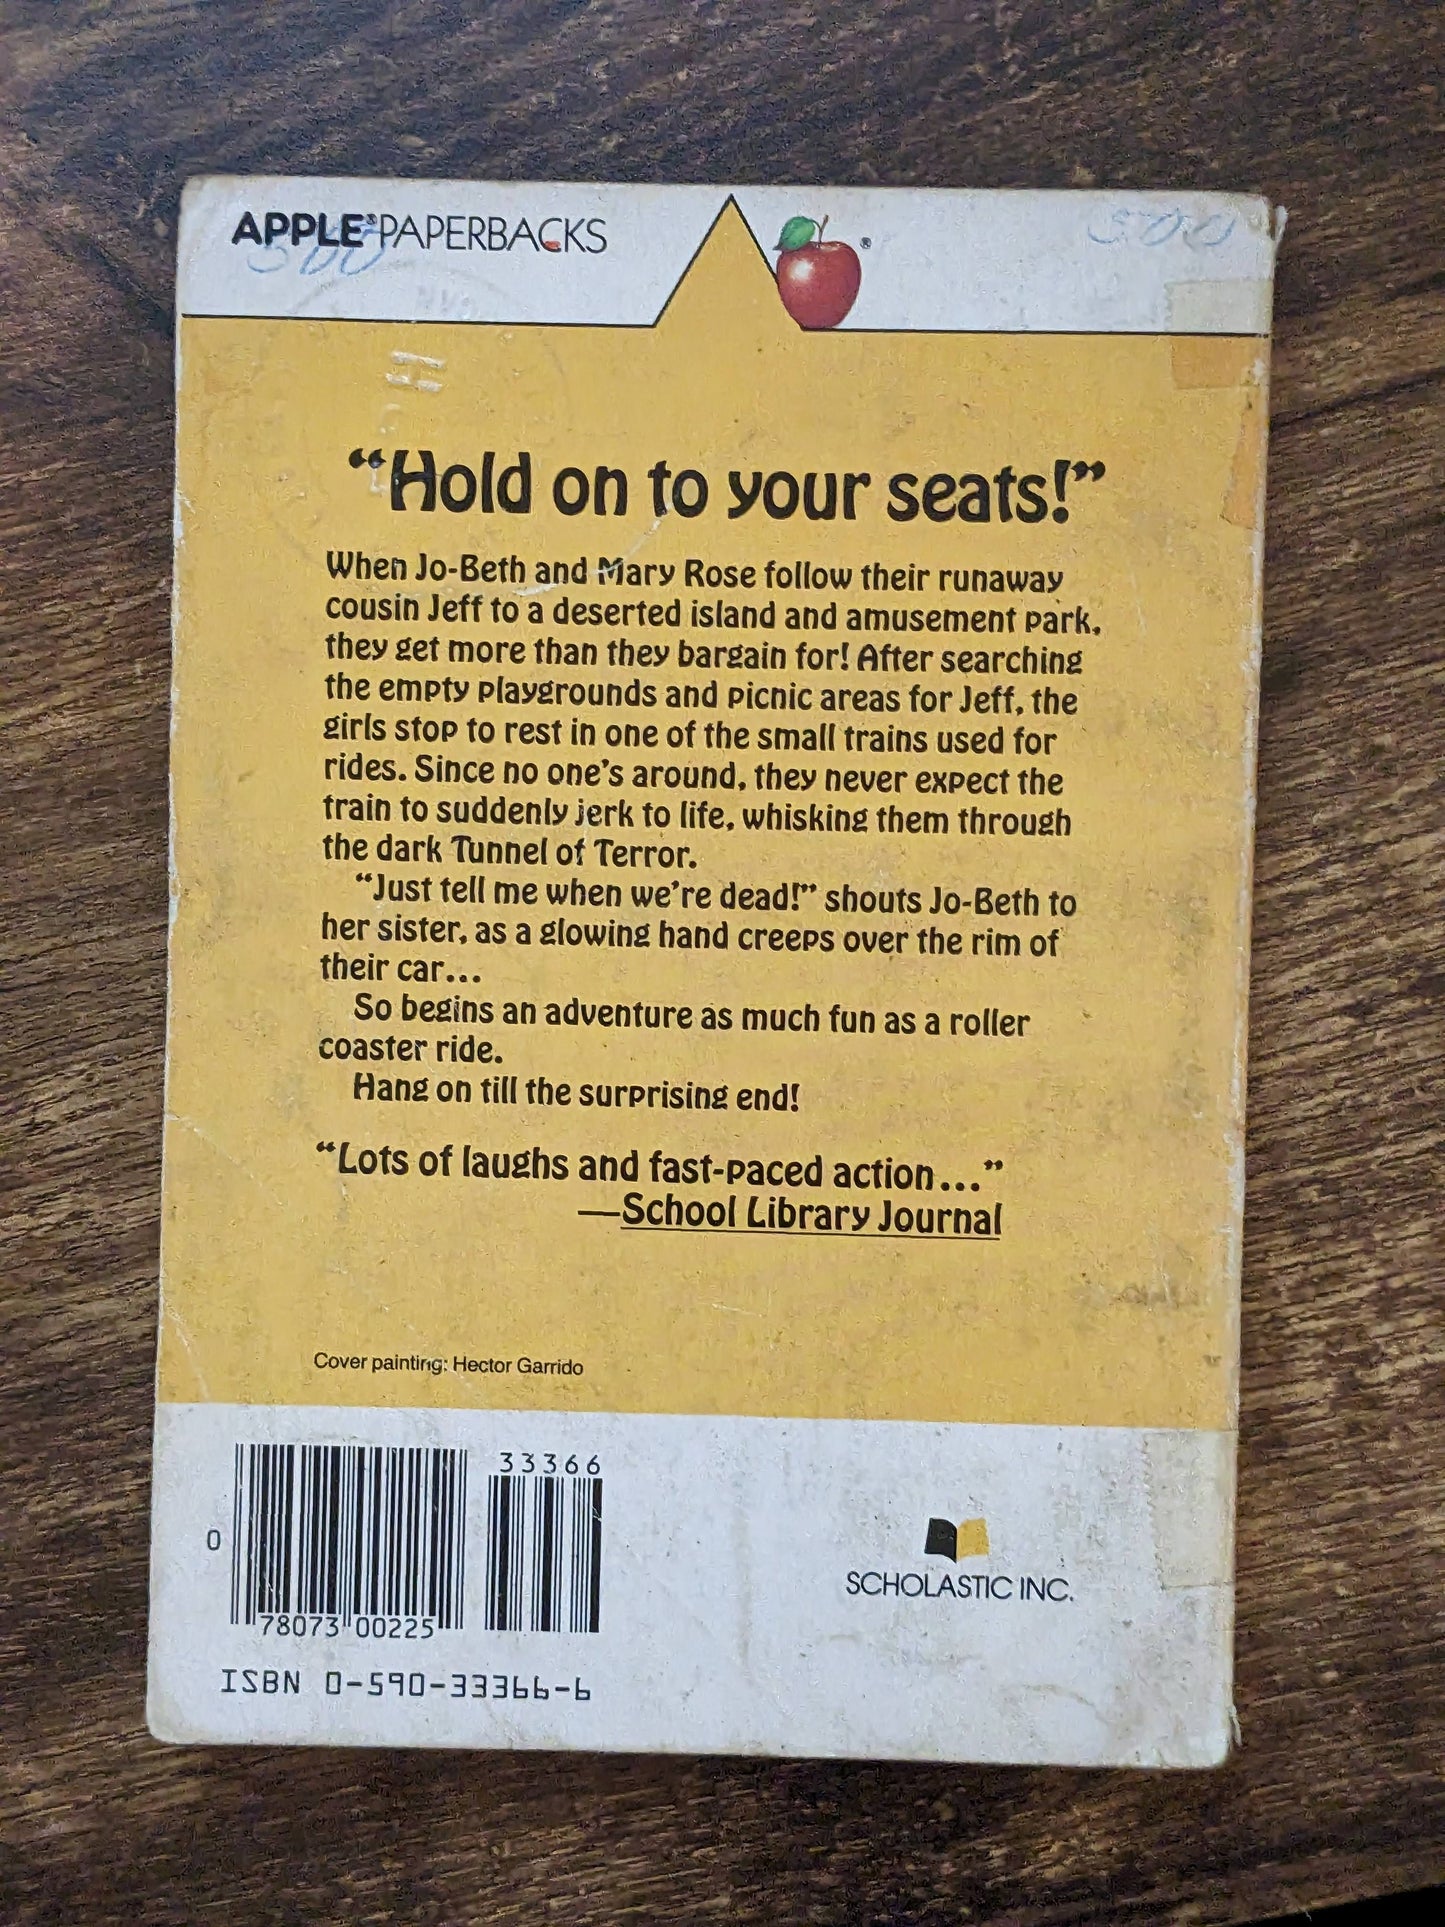 APPLE® PAPERBACKS
®
500
500
“Hold on to your seats!”
When Jo-Beth and Mary Rose follow their runaway
cousin Jeff to a deserted island and amusement park,
they get more than they bargain for! After searching
the empty playgrounds and picnic areas for Jeff, the
girls stop to rest in one of the small trains used for
rides. Since no one’s around, they never expect the
train to suddenly jerk to life, whisking them through
the dark Tunnel of Terror.
“Just tell me when we’re dead!” shouts Jo-Beth to
her sister, as a glowing hand creeps over the rim of
their car...
So begins an adventure as much fun as a roller
coaster ride.
Hang on till the surprising end!
“Lots of laughs and fast-paced action...”
—School Library Journal
Cover painting: Hector Garrido
33366
0
78073 00225
ISBN 0-590-33366-6
SCHOLASTIC INC.